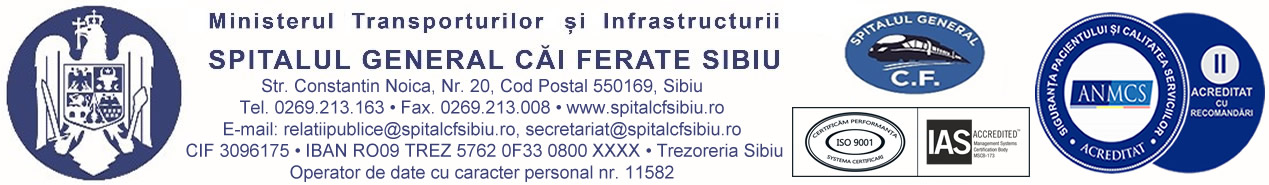 Ministerul Transporturilor și Infrastructurii
SPITALUL GENERAL CĂI FERATE SIBIU
Str. Constantin Noica, Nr. 20, Cod Postal 550169, Sibiu
Tel. 0269.213.163 • Fax. 0269.213.008 • www.spitalcfsibiu.ro
E-mail: relatiipublice@spitalcfsibiu.ro, secretariat@spitalcfsibiu.ro
CIF 3096175 • IBAN RO09 TREZ 5762 0F33 0800 XXXX • Trezoreria Sibiu
Operator de date cu caracter personal nr. 11582
SPITALUL GENERAL
C.F.
CERTIFICĂM PERFORMANȚA
ISO 9001
SYSTEMA CERTIFICARI
IAS
ACCREDITED™
Management Systems
Certification Body
MSCB-173
SIGURANȚA PACIENTULUI ȘI CALITATEA SERVICIILOR
ANMCS
• ACREDITAT •
II
ACREDITAT
CU
RECOMANDĂRI